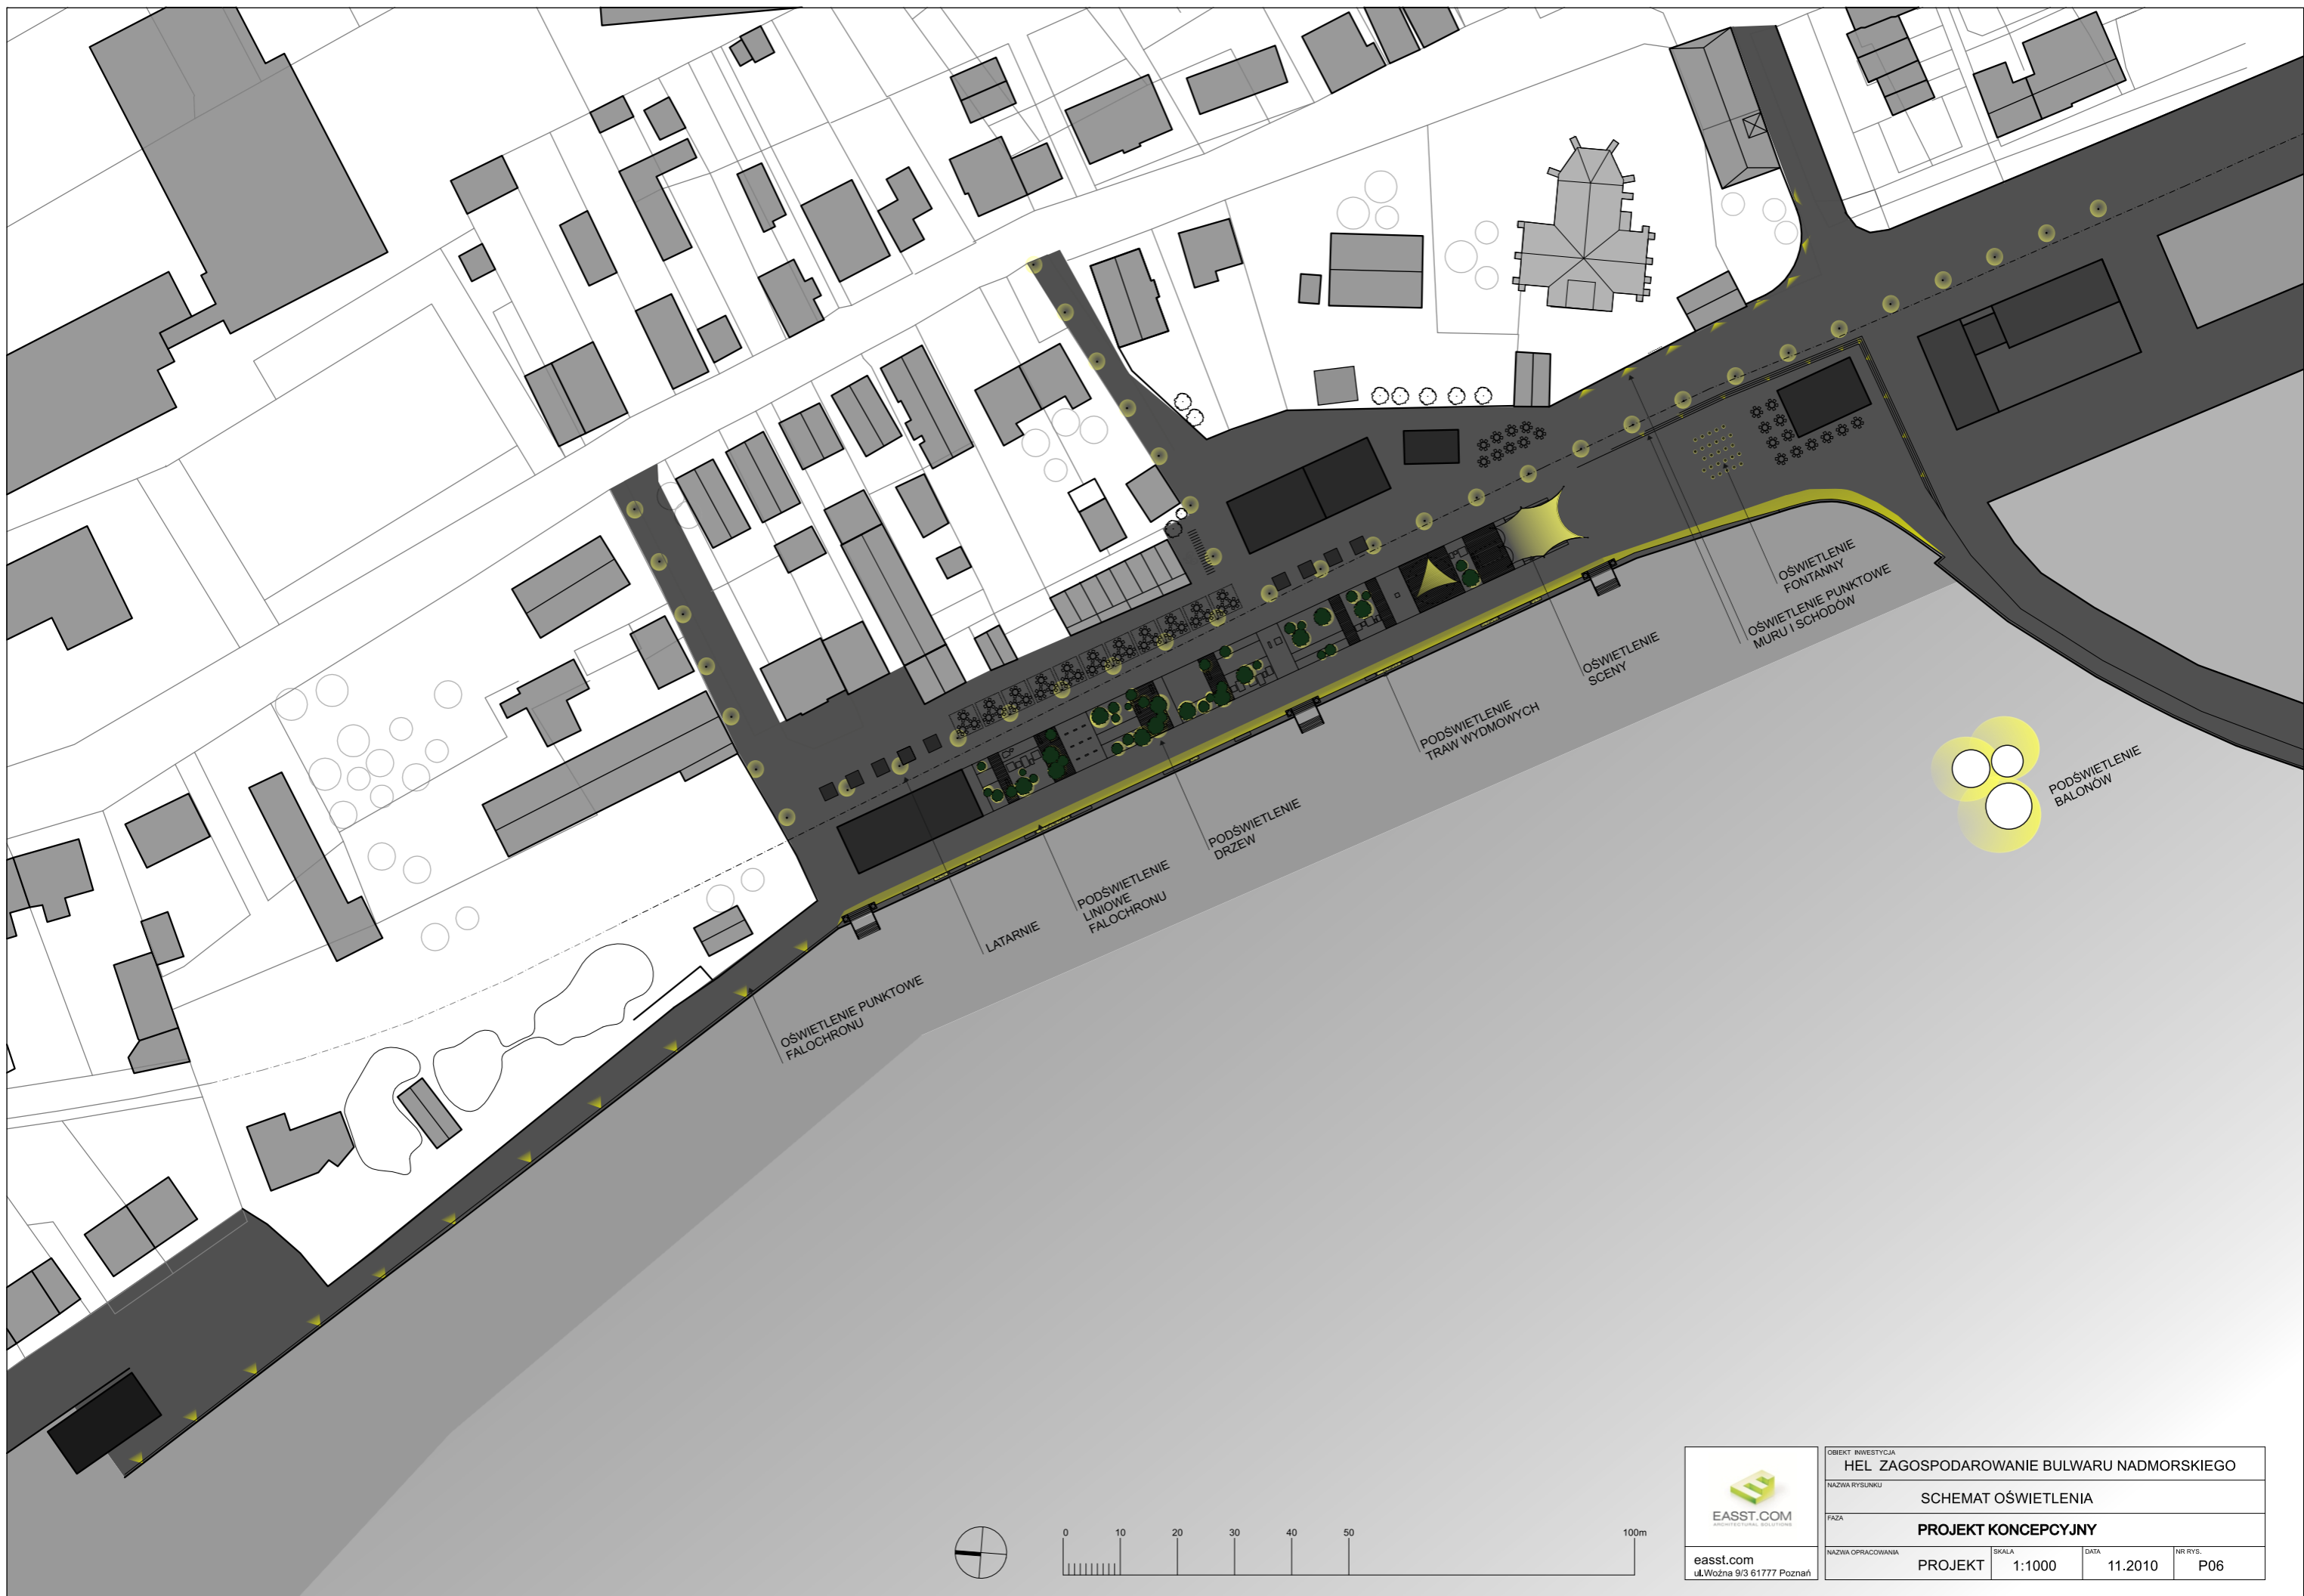 OŚWIETLENIE
FONTANNY
OŚWIETLENIE PUNKTOWE
MURU I SCHODÓW
OŚWIETLENIE
SCENY
PODŚWIETLENIE
TRAW WYDMOWYCH
PODŚWIETLENIE
BALONÓW
PODŚWIETLENIE
DRZEW
PODŚWIETLENIE
LINIOWE
FALOCHRONU
LATARNIE
OŚWIETLENIE PUNKTOWE
FALOCHRONU
0 10 20 30 40 50 100m
EASST.COM
ARCHITECTURAL SOLUTIONS
easst.com
ul.Woźna 9/3 61777 Poznań
OBIEKT INWESTYCJA
HEL ZAGOSPODAROWANIE BULWARU NADMORSKIEGO
NAZWA RYSUNKU
SCHEMAT OŚWIETLENIA
FAZA
PROJEKT KONCEPCYJNY
NAZWA OPRACOWANIA
PROJEKT
SKALA
1:1000
DATA
11.2010
NR RYS.
P06